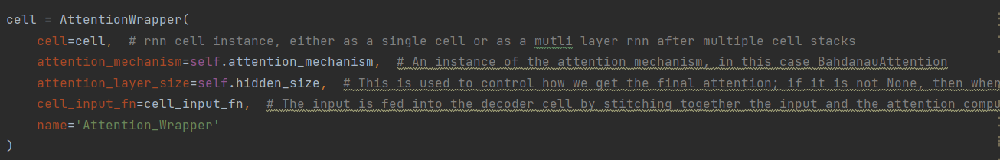 cell = AttentionWrapper(
    cell=cell,  # rnn cell instance, either as a single cell or as a mutli layer rnn after multiple cell stacks
    attention_mechanism=self.attention_mechanism,  # An instance of the attention mechanism, in this case BahdanauAttention
    attention_layer_size=self.hidden_size,  # This is used to control how we get the final attention; if it is not None, then when
    cell_input_fn=cell_input_fn,  # The input is fed into the decoder cell by stitching together the input and the attention compu
    name='Attention_Wrapper'
)